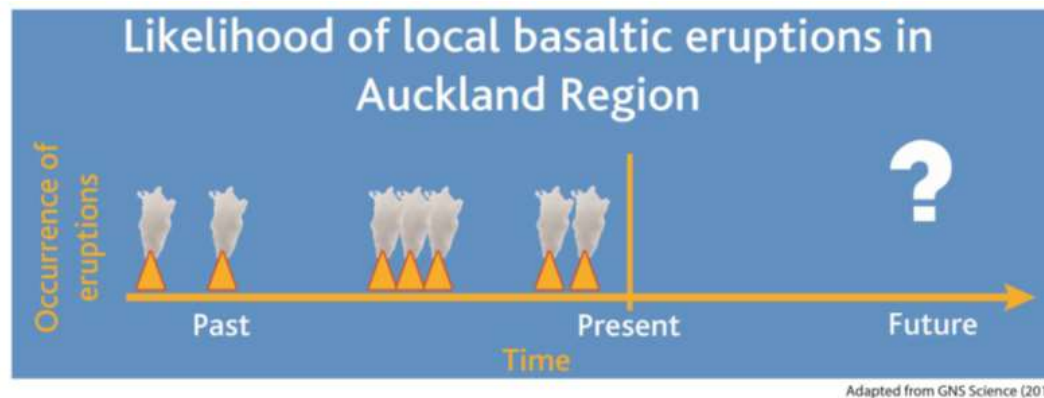 Likelihood of local basaltic eruptions in
Auckland Region
Occurrence of
eruptions
?
Past
Present
Future
Time
Adapted from GNS Science (201